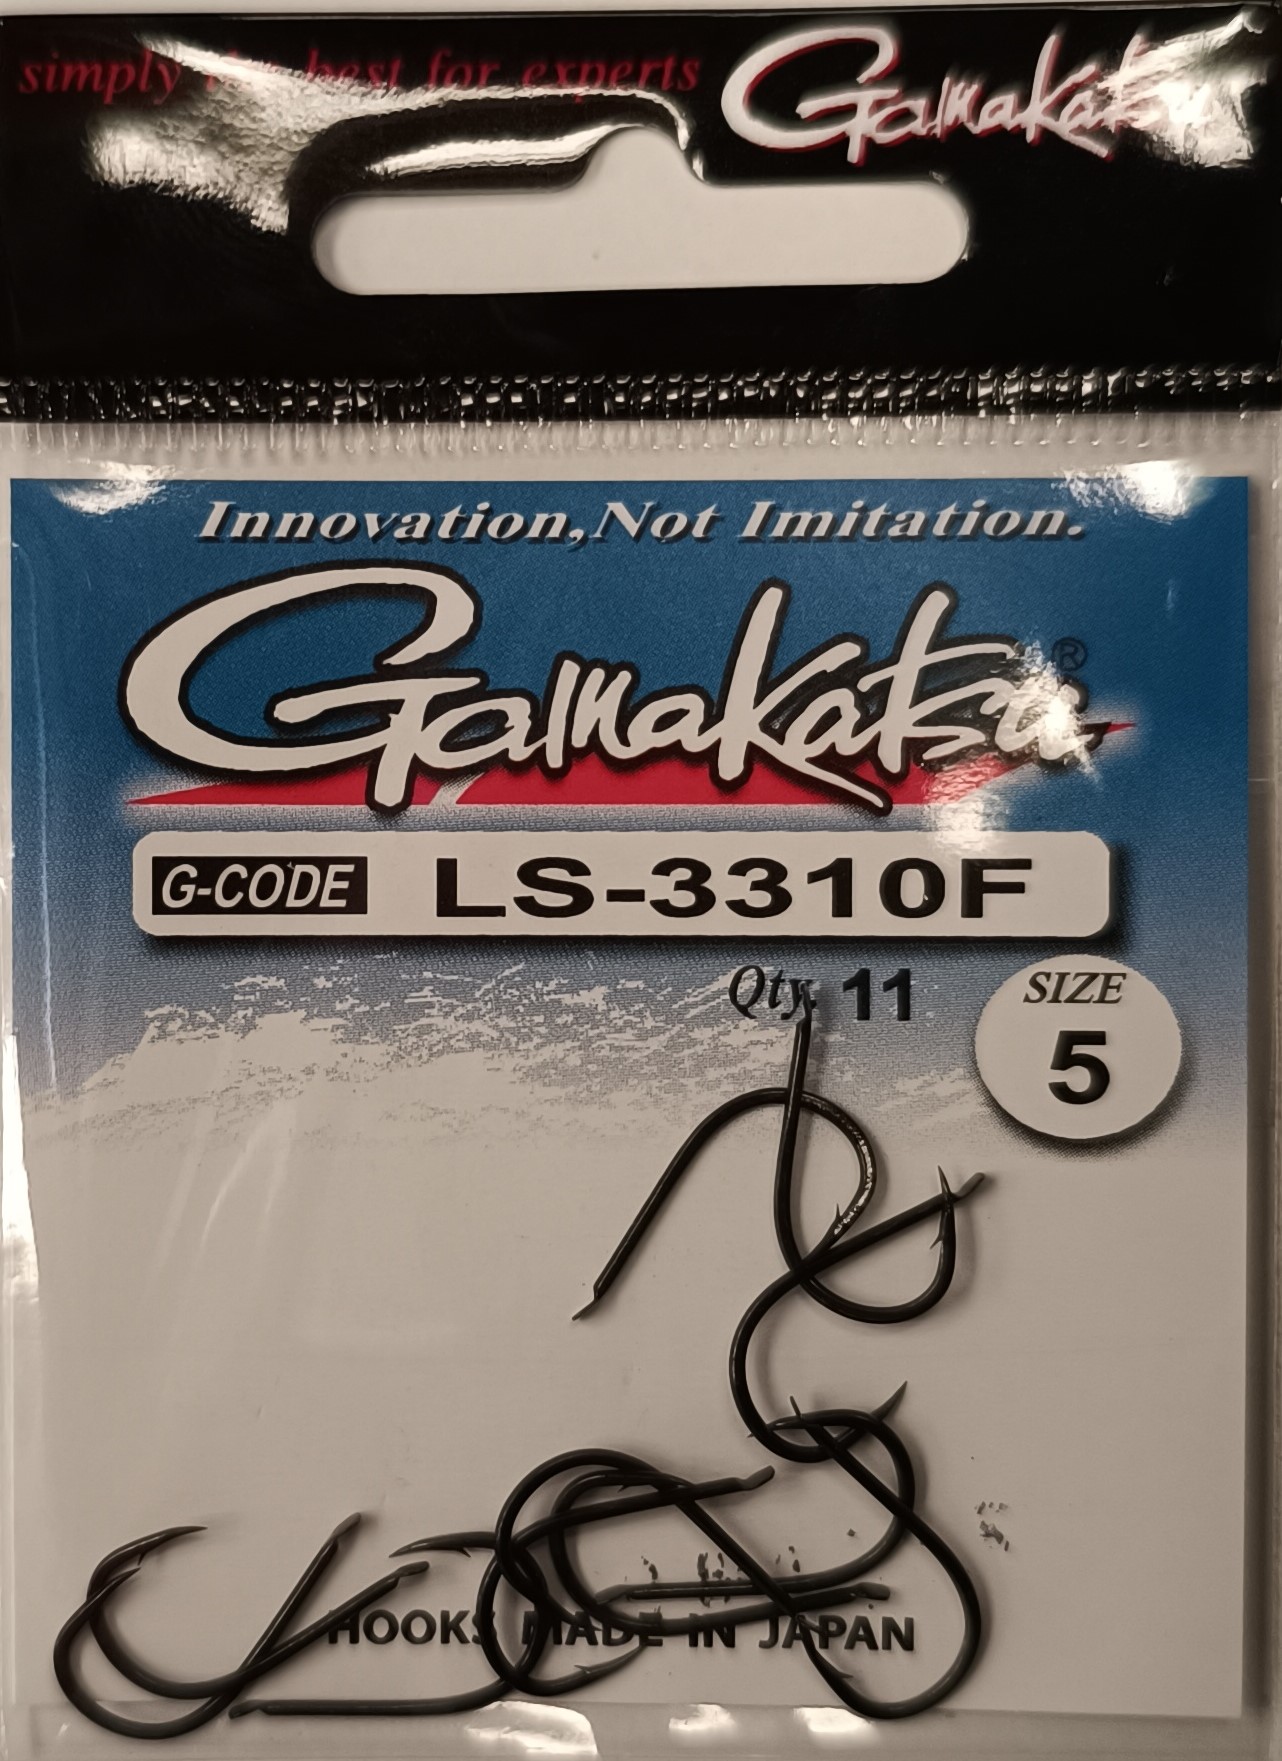 simply the best for experts
Gamakatsu
Innovation,Not Imitation.
Gamakatsu®
G-CODE LS-3310F
Qty. 11
SIZE
5
HOOKS MADE IN JAPAN